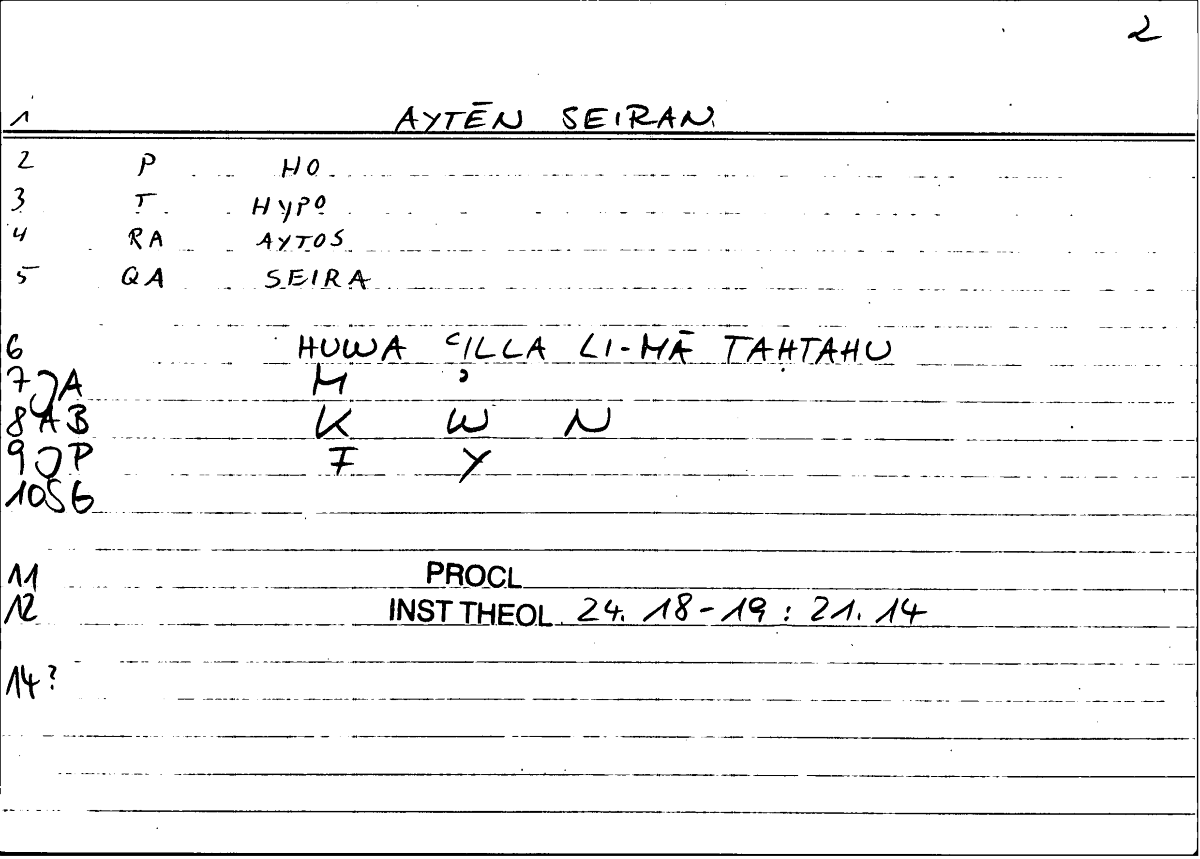 2
1 AYTĒN SEIRAN
2 P HO
3 T HYPO
4 RA AYTOS
5 QA SEIRA
6 HUWA ʿILLA LI-MĀ TAḤTAHU
7 JA M ʾ
8 AB K W N
9 JP F Y
10 SG
11 PROCL
12 INST THEOL 24. 18-19 : 21. 14
14?